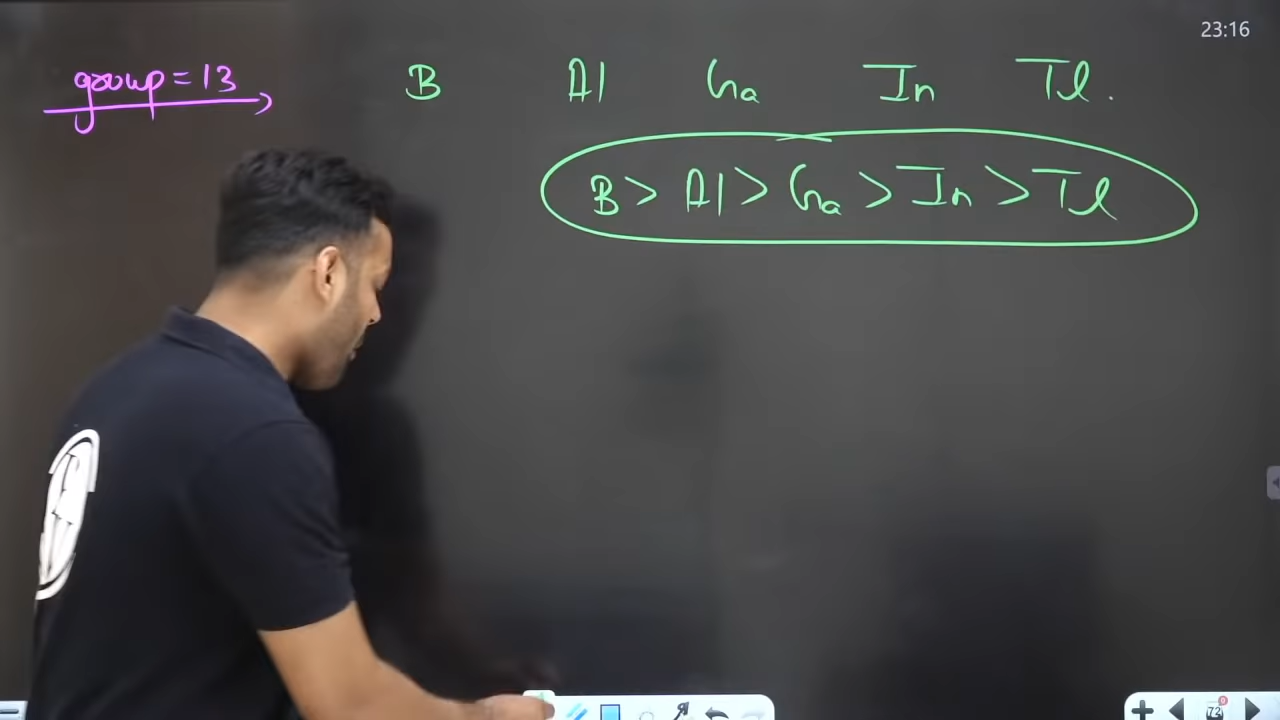 23:16
group = 13 B Al Ga In Tl.
B > Al > Ga > In > Tl